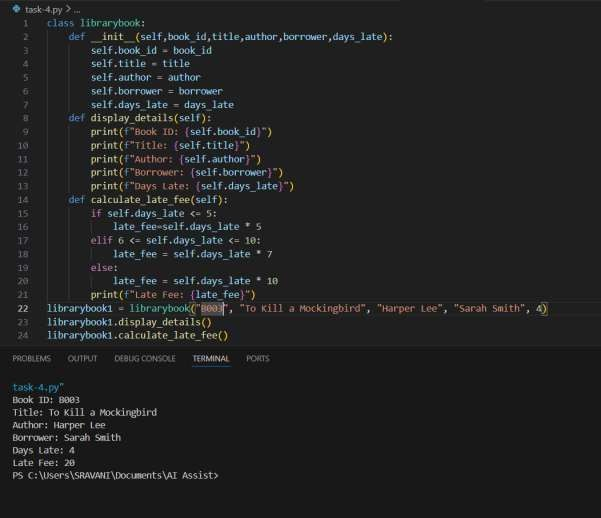 task-4.py > ...
1 class librarybook:
2     def __init__(self,book_id,title,author,borrower,days_late):
3         self.book_id = book_id
4         self.title = title
5         self.author = author
6         self.borrower = borrower
7         self.days_late = days_late
8     def display_details(self):
9         print(f"Book ID: {self.book_id}")
10         print(f"Title: {self.title}")
11         print(f"Author: {self.author}")
12         print(f"Borrower: {self.borrower}")
13         print(f"Days Late: {self.days_late}")
14     def calculate_late_fee(self):
15         if self.days_late <= 5:
16             late_fee=self.days_late * 5
17         elif 6 <= self.days_late <= 10:
18             late_fee = self.days_late * 7
19         else:
20             late_fee = self.days_late * 10
21         print(f"Late Fee: {late_fee}")
22 librarybook1 = librarybook("B003", "To Kill a Mockingbird", "Harper Lee", "Sarah Smith", 4)
23 librarybook1.display_details()
24 librarybook1.calculate_late_fee()
PROBLEMS OUTPUT DEBUG CONSOLE TERMINAL PORTS
task-4.py"
Book ID: B003
Title: To Kill a Mockingbird
Author: Harper Lee
Borrower: Sarah Smith
Days Late: 4
Late Fee: 20
PS C:\Users\SRAVANI\Documents\AI Assist>